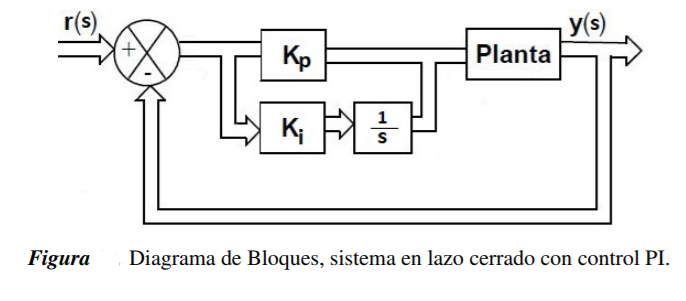 r(s)
y(s)
+
-
Kp
Planta
Ki
1
s
Figura . Diagrama de Bloques, sistema en lazo cerrado con control PI.